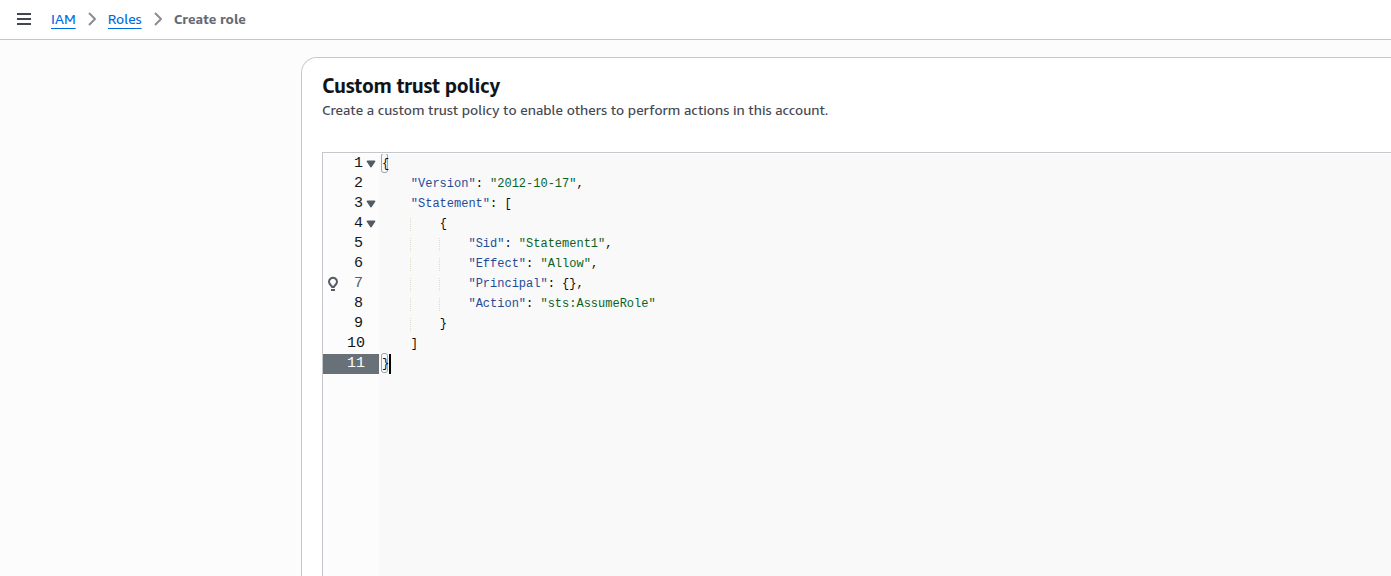 IAM > Roles > Create role
Custom trust policy
Create a custom trust policy to enable others to perform actions in this account.
1 {
2 "Version": "2012-10-17",
3 "Statement": [
4 {
5 "Sid": "Statement1",
6 "Effect": "Allow",
7 "Principal": {},
8 "Action": "sts:AssumeRole"
9 }
10 ]
11 }